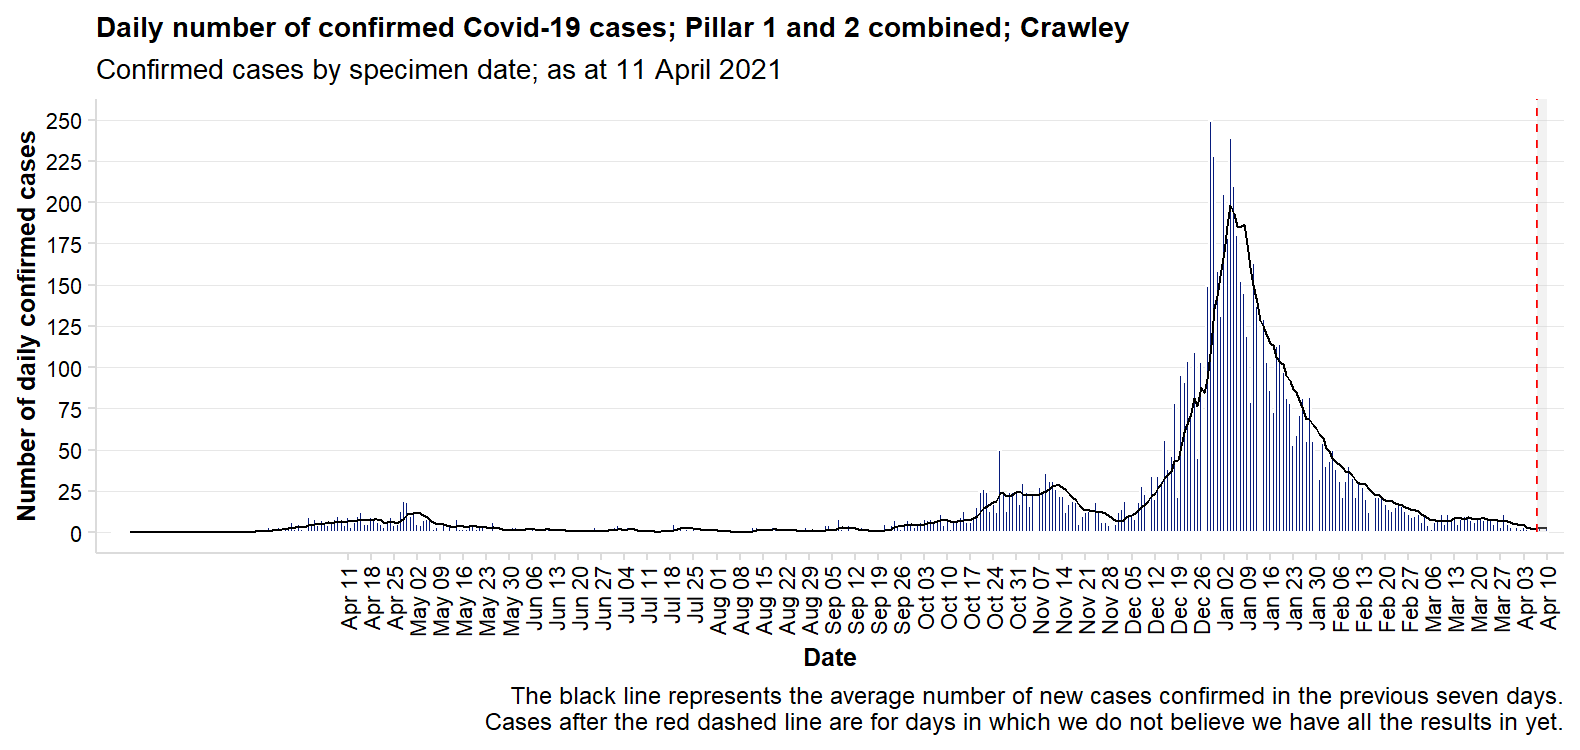 Daily number of confirmed Covid-19 cases; Pillar 1 and 2 combined; Crawley
Confirmed cases by specimen date; as at 11 April 2021
Number of daily confirmed cases
250
225
200
175
150
125
100
75
50
25
0
Apr 11
Apr 18
Apr 25
May 02
May 09
May 16
May 23
May 30
Jun 06
Jun 13
Jun 20
Jun 27
Jul 04
Jul 11
Jul 18
Jul 25
Aug 01
Aug 08
Aug 15
Aug 22
Aug 29
Sep 05
Sep 12
Sep 19
Sep 26
Oct 03
Oct 10
Oct 17
Oct 24
Oct 31
Nov 07
Nov 14
Nov 21
Nov 28
Dec 05
Dec 12
Dec 19
Dec 26
Jan 02
Jan 09
Jan 16
Jan 23
Jan 30
Feb 06
Feb 13
Feb 20
Feb 27
Mar 06
Mar 13
Mar 20
Mar 27
Apr 03
Apr 10
Date
The black line represents the average number of new cases confirmed in the previous seven days.
Cases after the red dashed line are for days in which we do not believe we have all the results in yet.